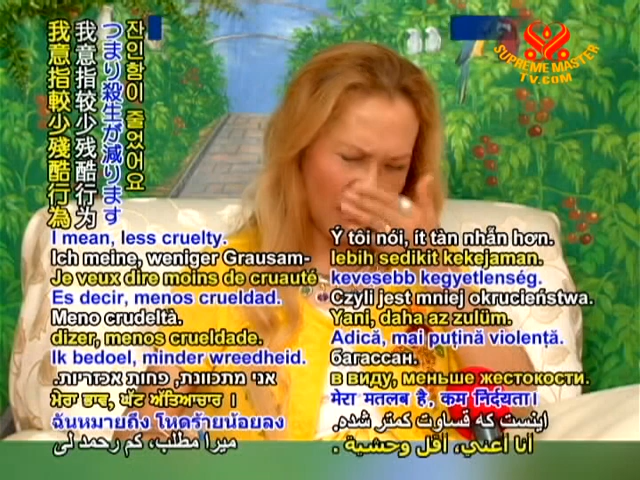 SUPREME MASTER
TV.COM
잔인함이 줄었어요
つまり殺生が減ります
我意指较少残酷行为
我意指較少殘酷行為
I mean, less cruelty.
Ich meine, weniger Grausam-
Je veux dire moins de cruauté
Es decir, menos crueldad.
Meno crudeltà.
dizer, menos crueldade.
Ik bedoel, minder wreedheid.
אני מתכוונת, פחות אכזריות.
ਮੇਰਾ ਭਾਵ, ਘੱਟ ਅੱਤਿਆਚਾਰ ।
ฉันหมายถึง โหดร้ายน้อยลง
میرا مطلب، کم رحمد لی
Ý tôi nói, ít tàn nhẫn hơn.
lebih sedikit kekejaman.
kevesebb kegyetlenség.
Czyli jest mniej okrucieństwa.
Yani, daha az zulüm.
Adică, mai puţină violenţă.
багассан.
в виду, меньше жестокости.
मेरा मतलब है, कम निर्दयता।
اینست که قساوت کمتر شده.
أنا أعني، أقل وحشية .